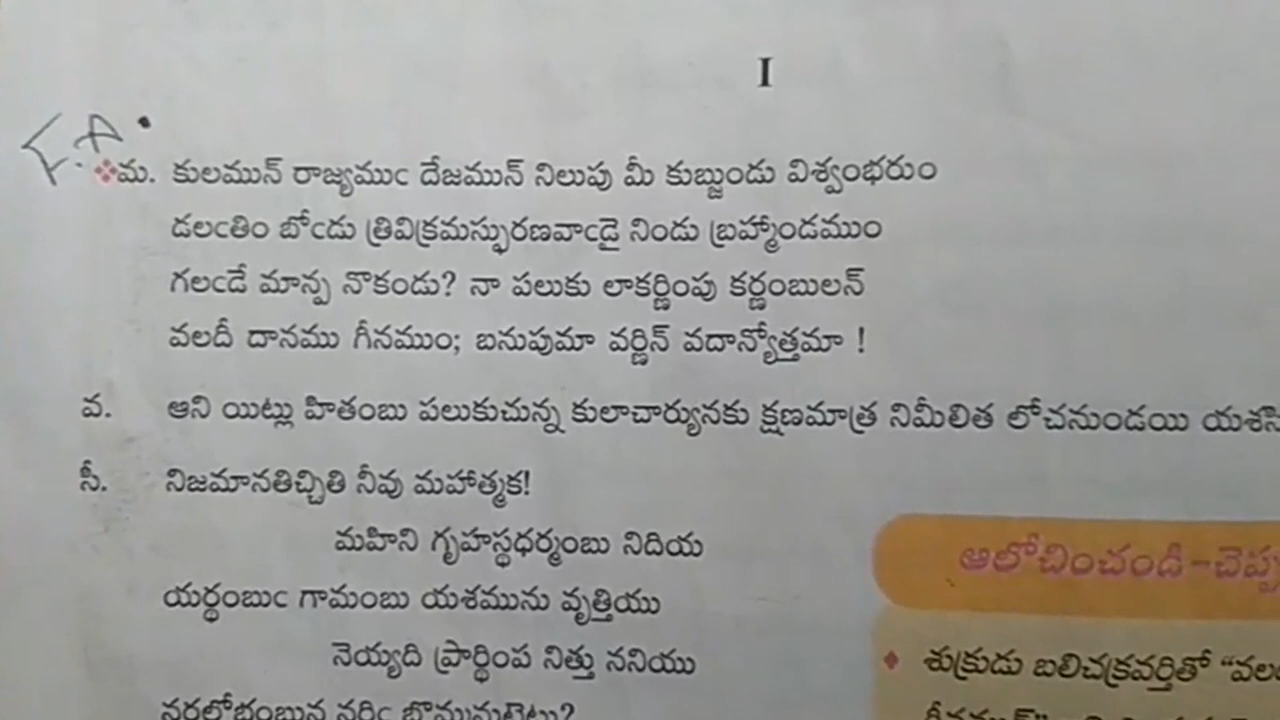 I
F.A.
❖మ. కులమున్ రాజ్యముఁ దేజమున్ నిలుపు మీ కుబ్జుండు విశ్వంభరుం
డలఁతిం బోఁడు త్రివిక్రమస్ఫురణవాఁడై నిండు బ్రహ్మాండముం
గలఁడే మాన్ప నొకండు? నా పలుకు లాకర్ణింపు కర్ణంబులన్
వలదీ దానము గీనముం; బనుపుమా వర్ణిన్ వదాన్యోత్తమా !
వ. ఆని యిట్లు హితంబు పలుకుచున్న కులాచార్యునకు క్షణమాత్ర నిమీలిత లోచనుండయి
సీ. నిజమానతిచ్చితి నీవు మహాత్మక!
మహిని గృహస్థధర్మంబు నిదియ
యర్థంబుఁ గామంబు యశమును వృత్తియు
నెయ్యది ప్రార్థింప నిత్తు ననియు
ఆలోచించండి-
♦ శుక్రుడు బలిచక్రవర్తితో